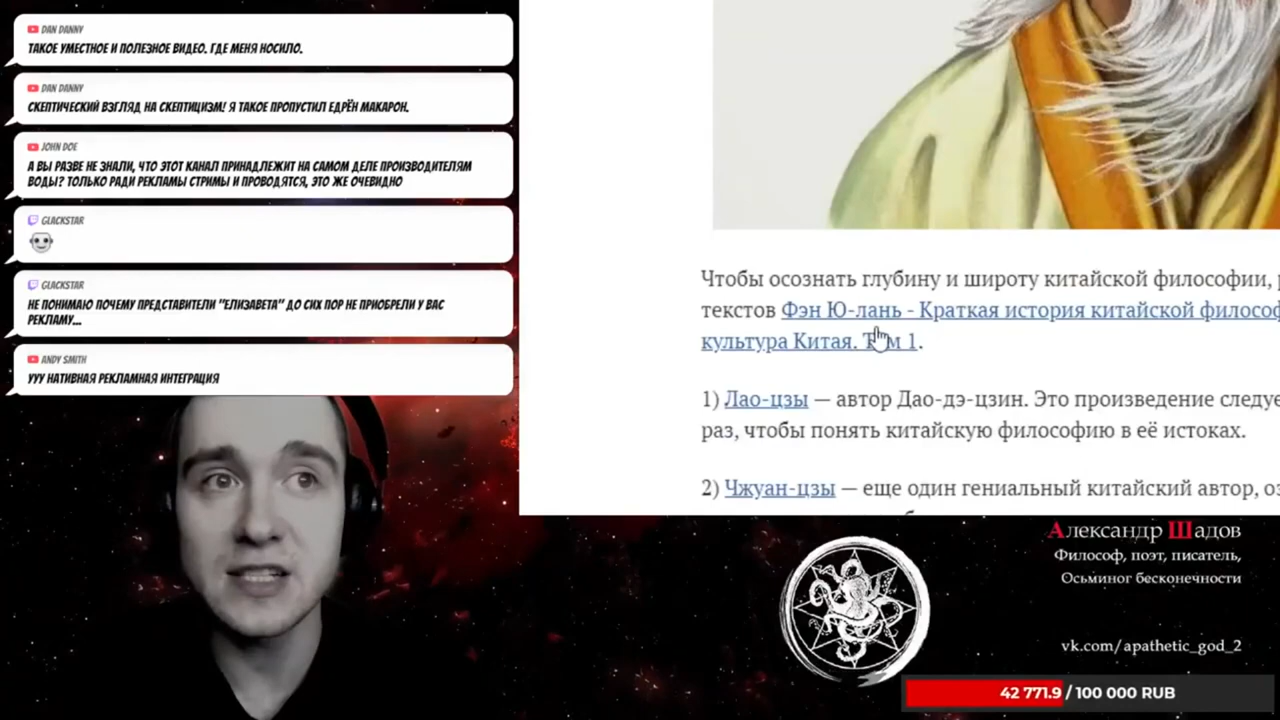 DAN DANNY
ТАКОЕ УМЕСТНОЕ И ПОЛЕЗНОЕ ВИДЕО. ГДЕ МЕНЯ НОСИЛО.
DAN DANNY
СКЕПТИЧЕСКИЙ ВЗГЛЯД НА СКЕПТИЦИЗМ! Я ТАКОЕ ПРОПУСТИЛ ЕДРЁН МАКАРОН.
JOHN DOE
А ВЫ РАЗВЕ НЕ ЗНАЛИ, ЧТО ЭТОТ КАНАЛ ПРИНАДЛЕЖИТ НА САМОМ ДЕЛЕ ПРОИЗВОДИТЕЛЯМ
ВОДЫ? ТОЛЬКО РАДИ РЕКЛАМЫ СТРИМЫ И ПРОВОДЯТСЯ, ЭТО ЖЕ ОЧЕВИДНО
GLACKSTAR
GLACKSTAR
НЕ ПОНИМАЮ ПОЧЕМУ ПРЕДСТАВИТЕЛИ "ЕЛИЗАВЕТА" ДО СИХ ПОР НЕ ПРИОБРЕЛИ У ВАС
РЕКЛАМУ...
ANDY SMITH
УУУ НАТИВНАЯ РЕКЛАМНАЯ ИНТЕГРАЦИЯ
Чтобы осознать глубину и широту китайской философии,
текстов Фэн Ю-лань - Краткая история китайской философ
культура Китая. Том 1.
1) Лао-цзы — автор Дао-дэ-цзин. Это произведение следуе
раз, чтобы понять китайскую философию в её истоках.
2) Чжуан-цзы — еще один гениальный китайский автор, оз
Александр Шадов
Философ, поэт, писатель,
Осьминог бесконечности
vk.com/apathetic_god_2
42 771.9 / 100 000 RUB